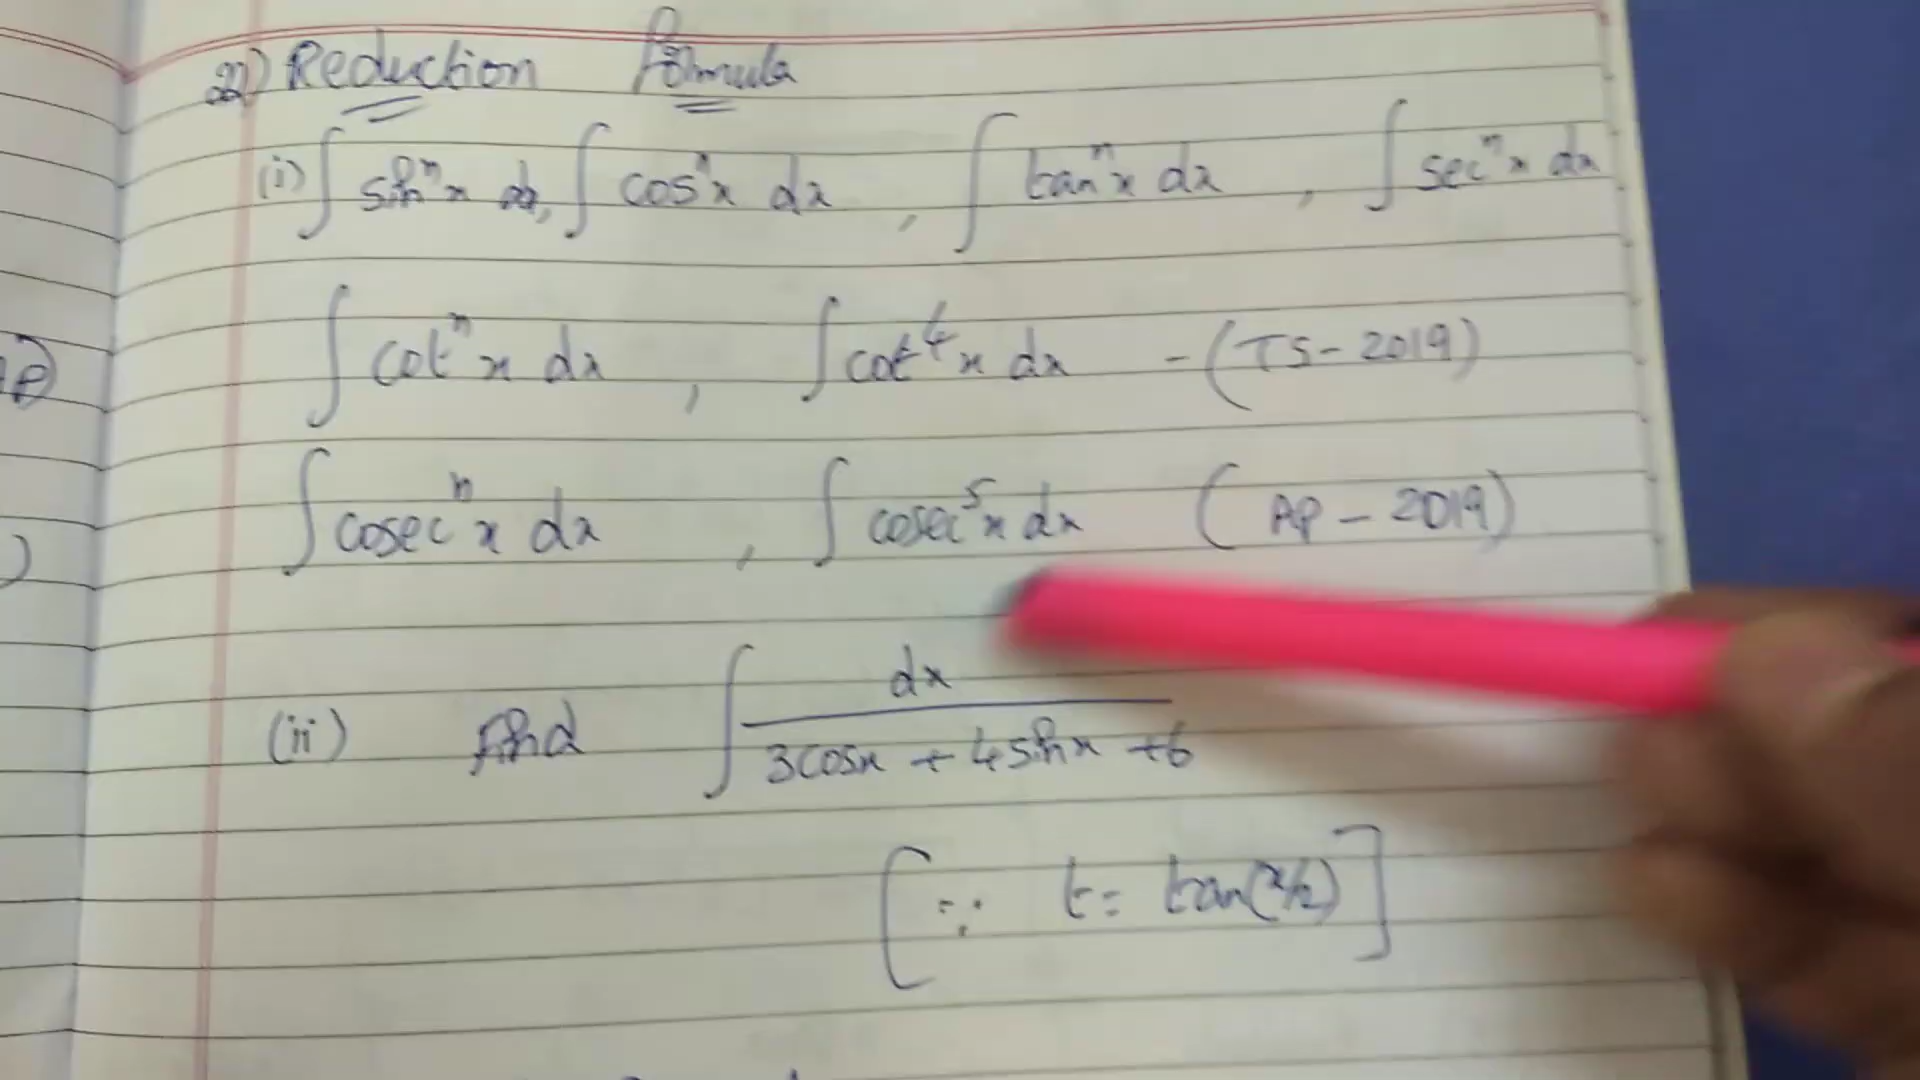 22) Reduction Formula
(i) ∫ sinⁿx dx, ∫ cosⁿx dx , ∫ tanⁿx dx , ∫ secⁿx dx
∫ cotⁿx dx , ∫ cot⁴x dx - (TS - 2019)
∫ cosecⁿx dx , ∫ cosec⁵x dx (AP - 2019)
(ii) find ∫ dx / 3cosx + 4sinx + 6
[∵ t = tan(x/2)]